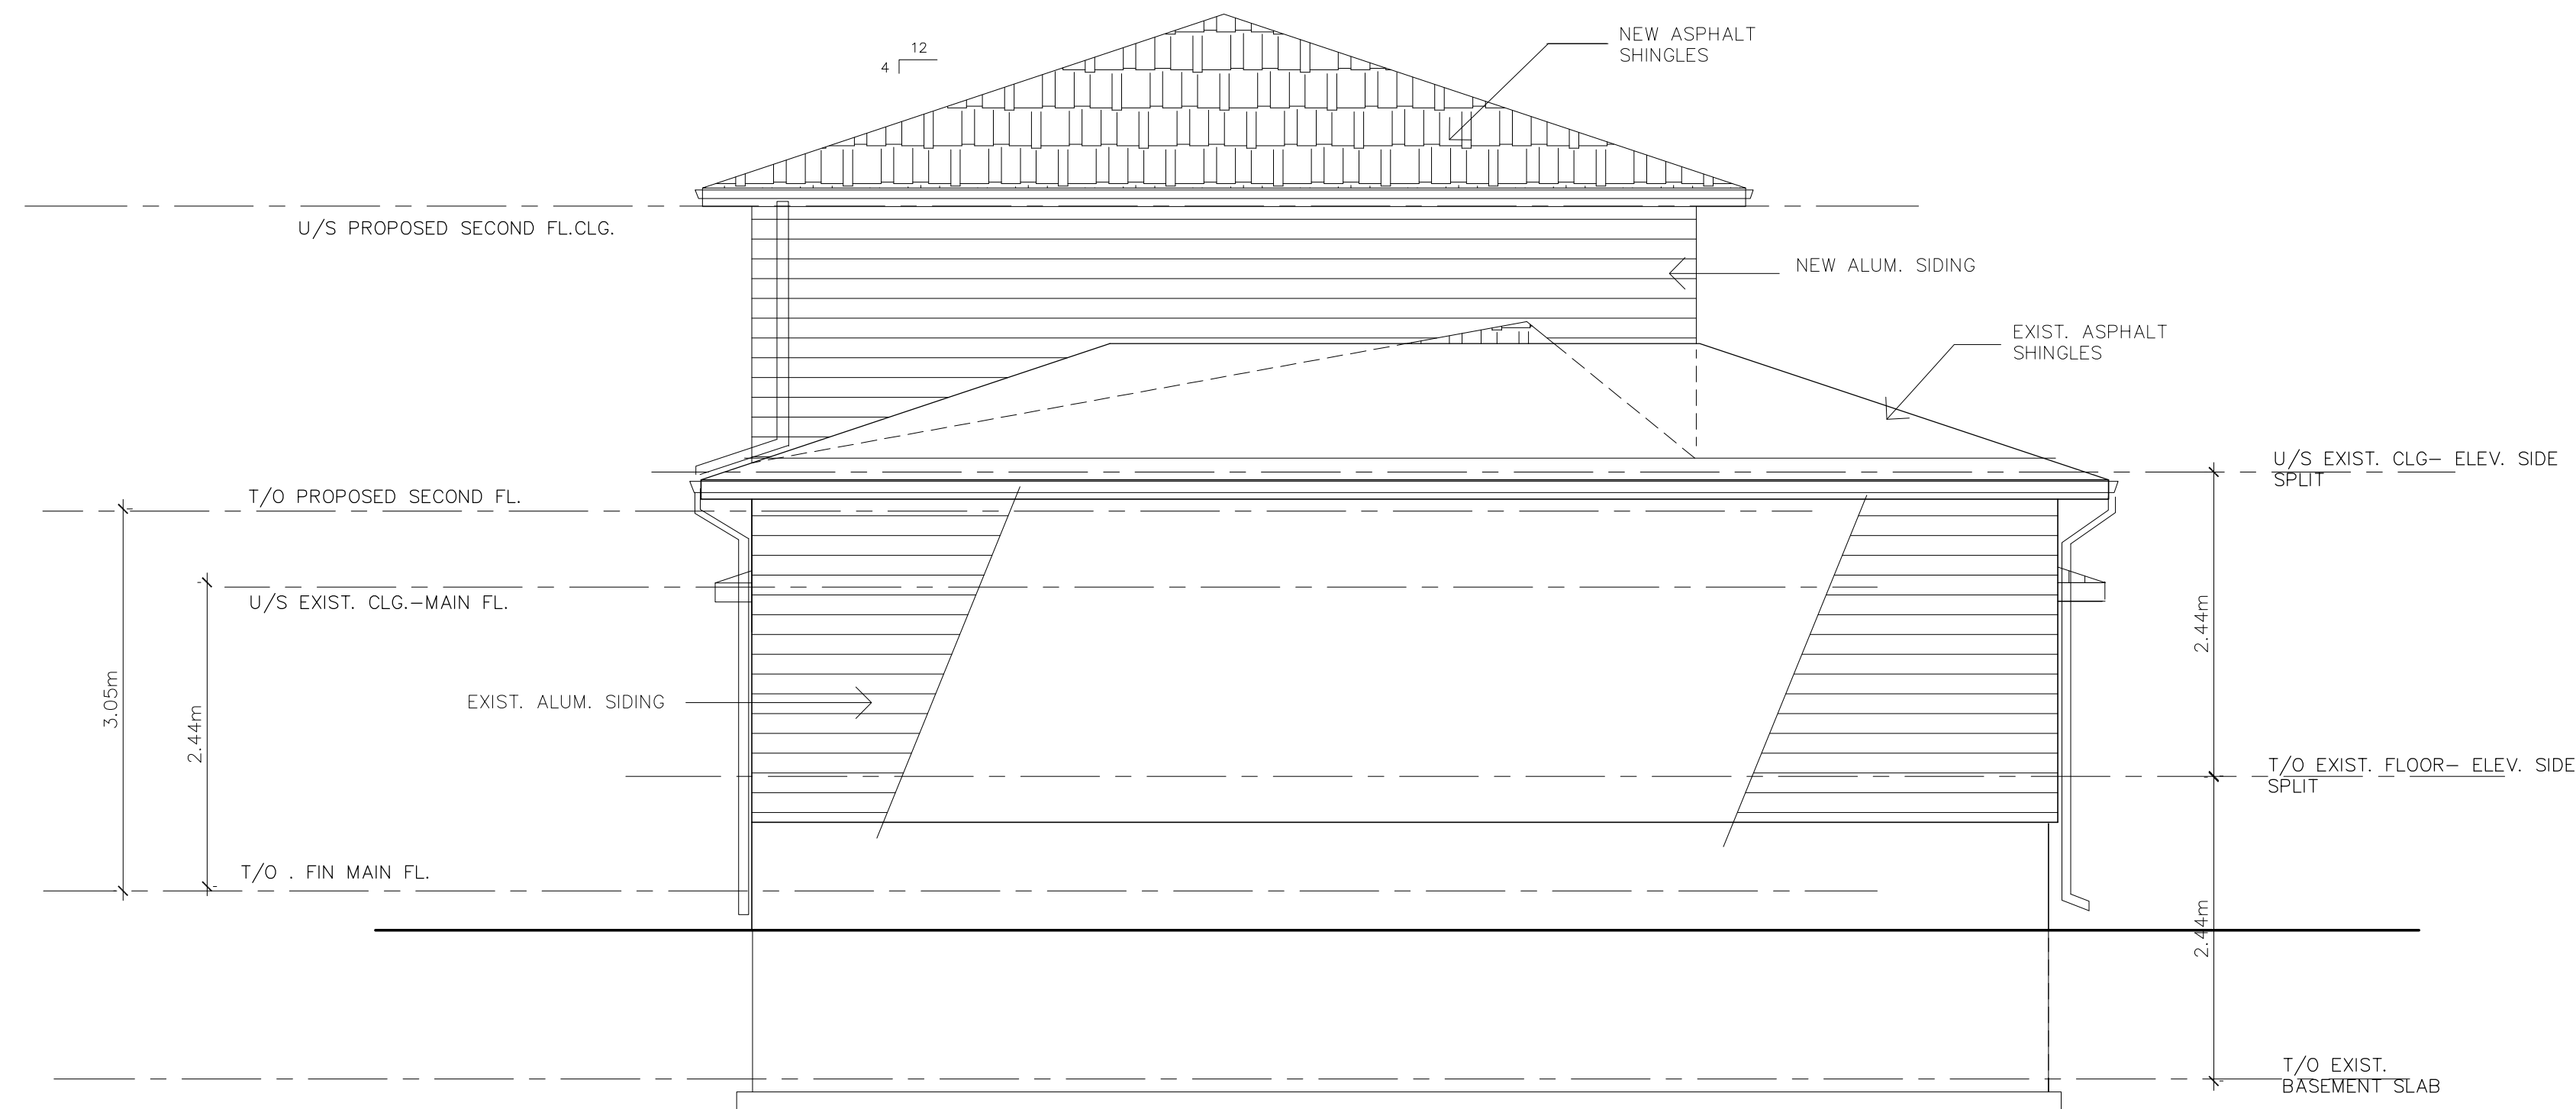 12
4
NEW ASPHALT
SHINGLES
U/S PROPOSED SECOND FL.CLG.
NEW ALUM. SIDING
EXIST. ASPHALT
SHINGLES
U/S EXIST. CLG- ELEV. SIDE
SPLIT
T/O PROPOSED SECOND FL.
U/S EXIST. CLG.-MAIN FL.
2.44m
3.05m
2.44m
EXIST. ALUM. SIDING
T/O EXIST. FLOOR- ELEV. SIDE
SPLIT
T/O . FIN MAIN FL.
2.44m
T/O EXIST.
BASEMENT SLAB